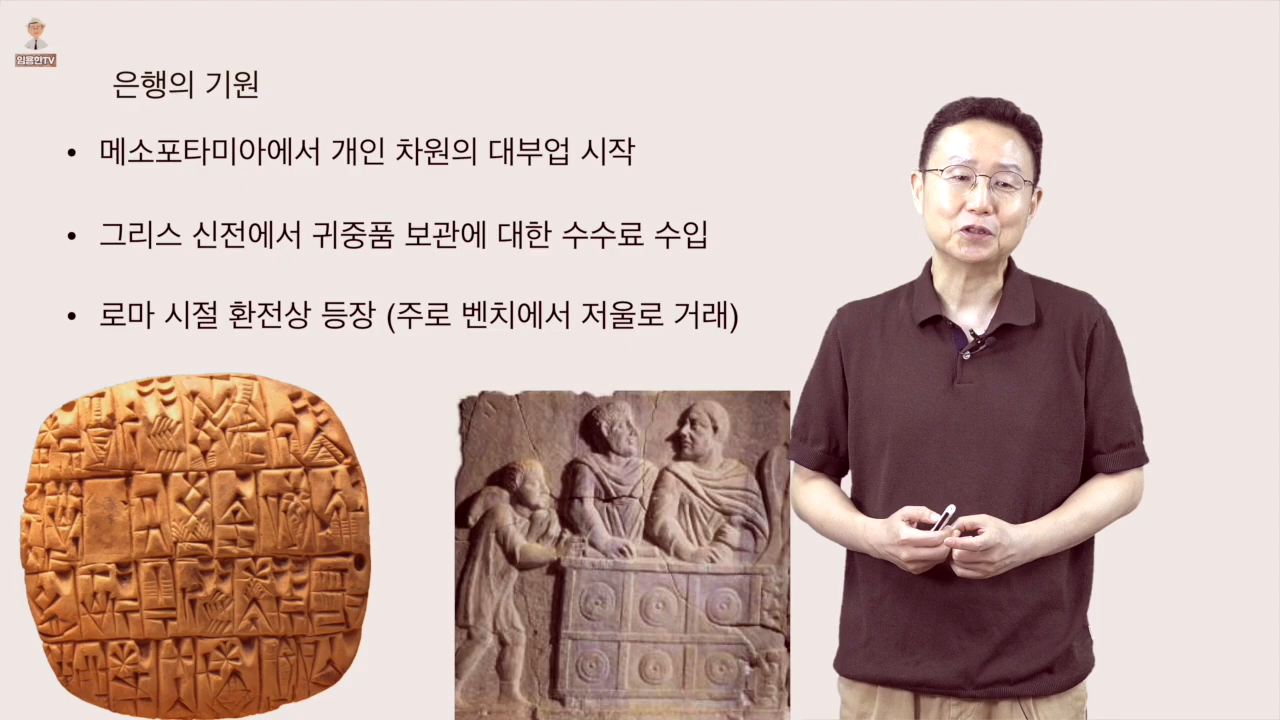 임용한TV
은행의 기원
• 메소포타미아에서 개인 차원의 대부업 시작
• 그리스 신전에서 귀중품 보관에 대한 수수료 수입
• 로마 시절 환전상 등장 (주로 벤치에서 저울로 거래)